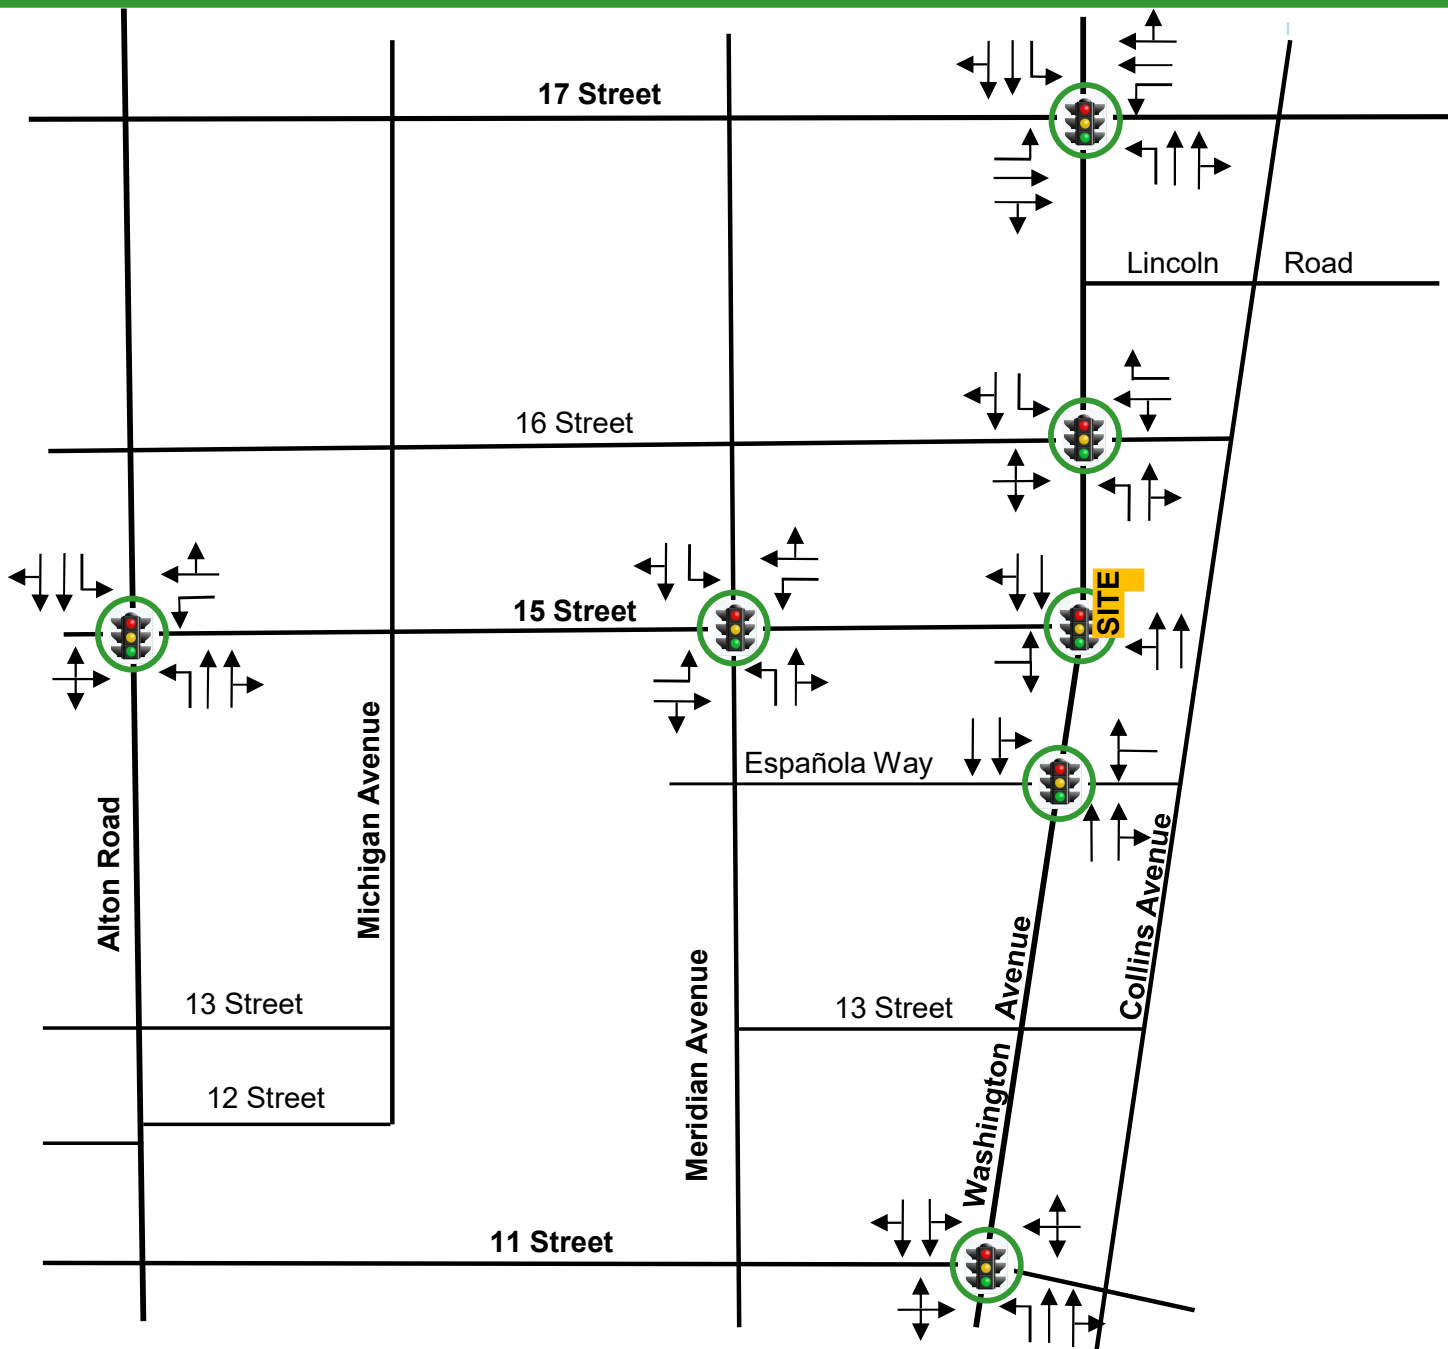 17 Street
Lincoln Road
16 Street
15 Street
SITE
Española Way
Alton Road
Michigan Avenue
Meridian Avenue
Washington Avenue
Collins Avenue
13 Street
13 Street
12 Street
11 Street